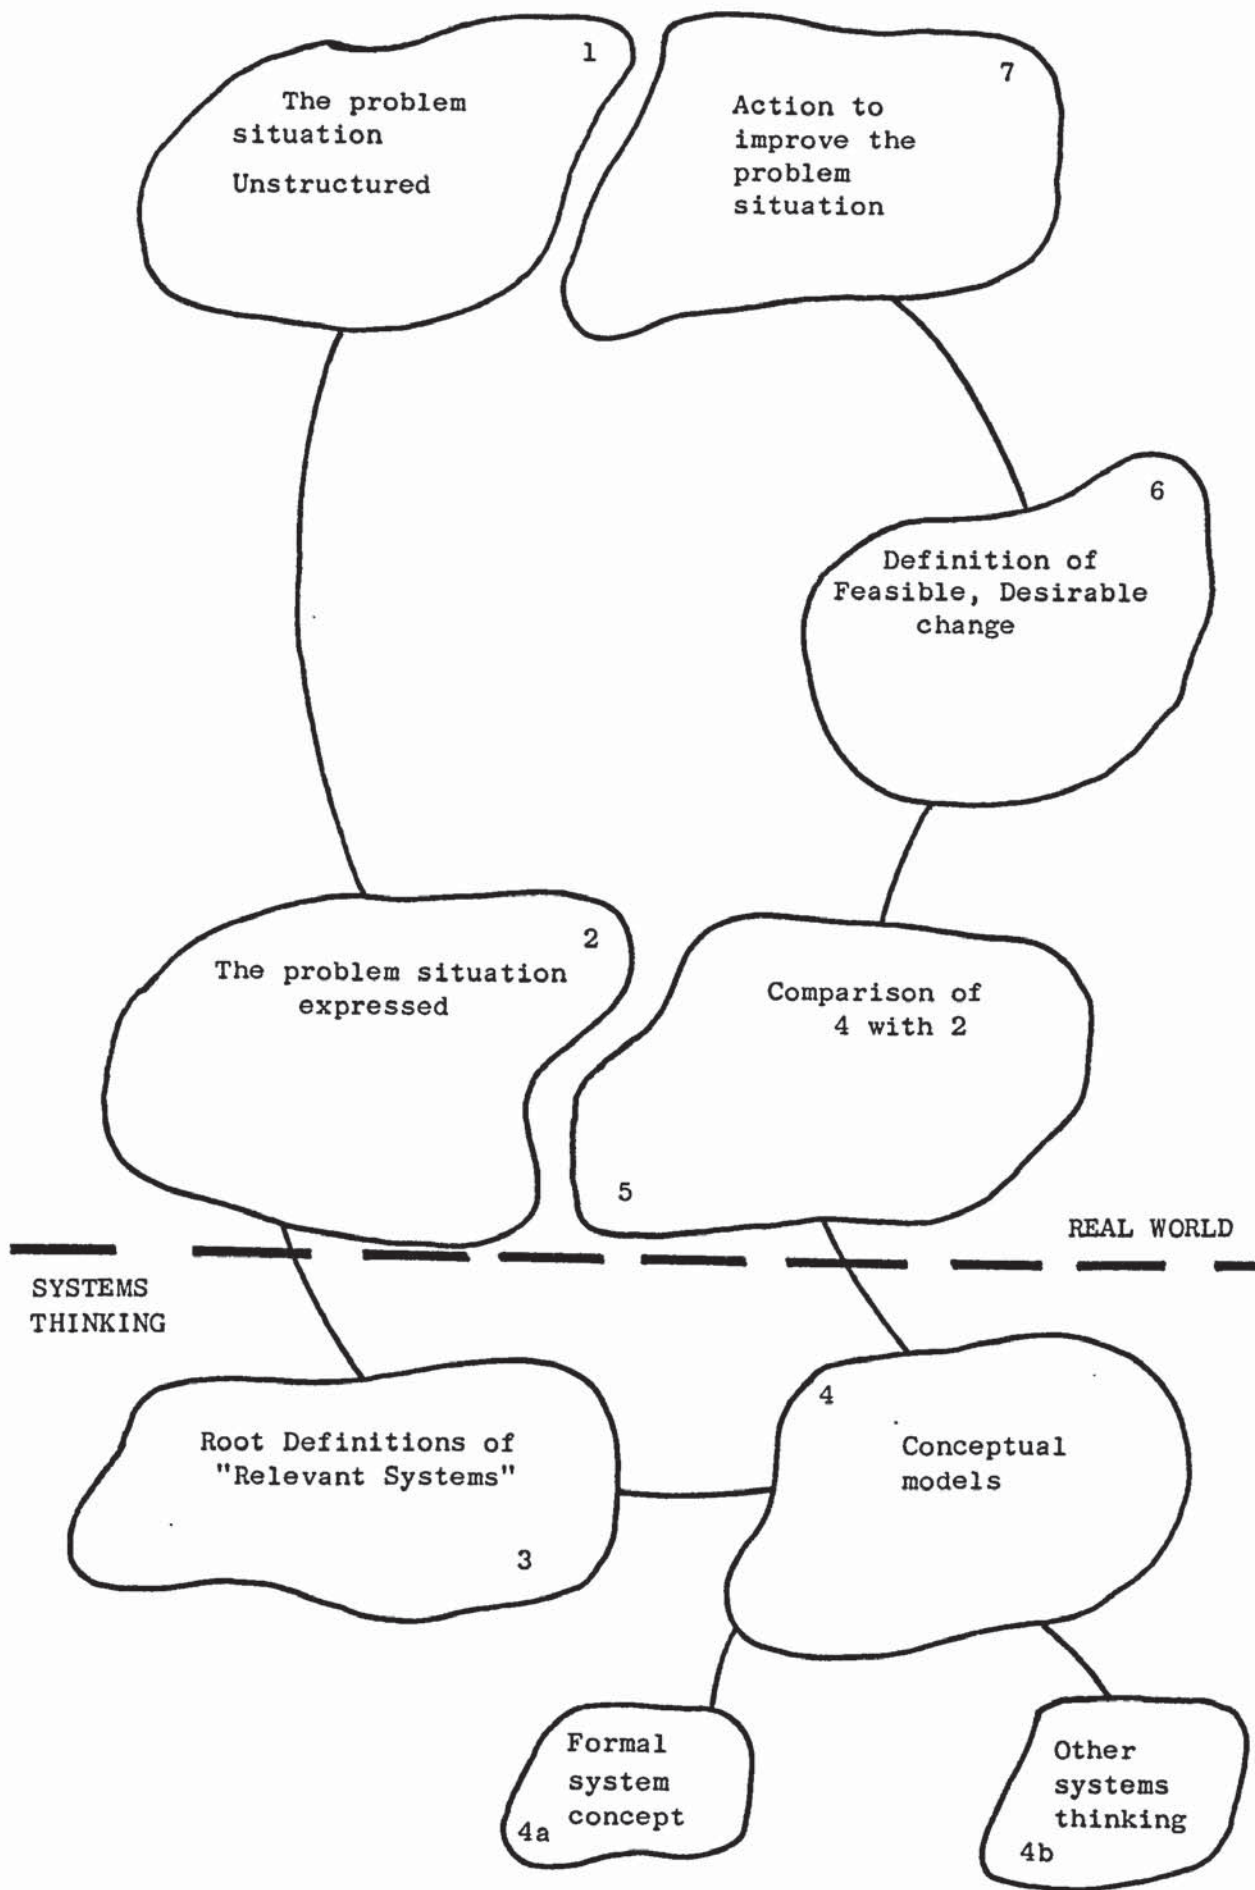 1
The problem
situation
Unstructured
7
Action to
improve the
problem
situation
6
Definition of
Feasible, Desirable
change
2
The problem situation
expressed
Comparison of
4 with 2
5
REAL WORLD
SYSTEMS
THINKING
Root Definitions of
"Relevant Systems"
3
4
Conceptual
models
Formal
system
concept
4a
Other
systems
thinking
4b